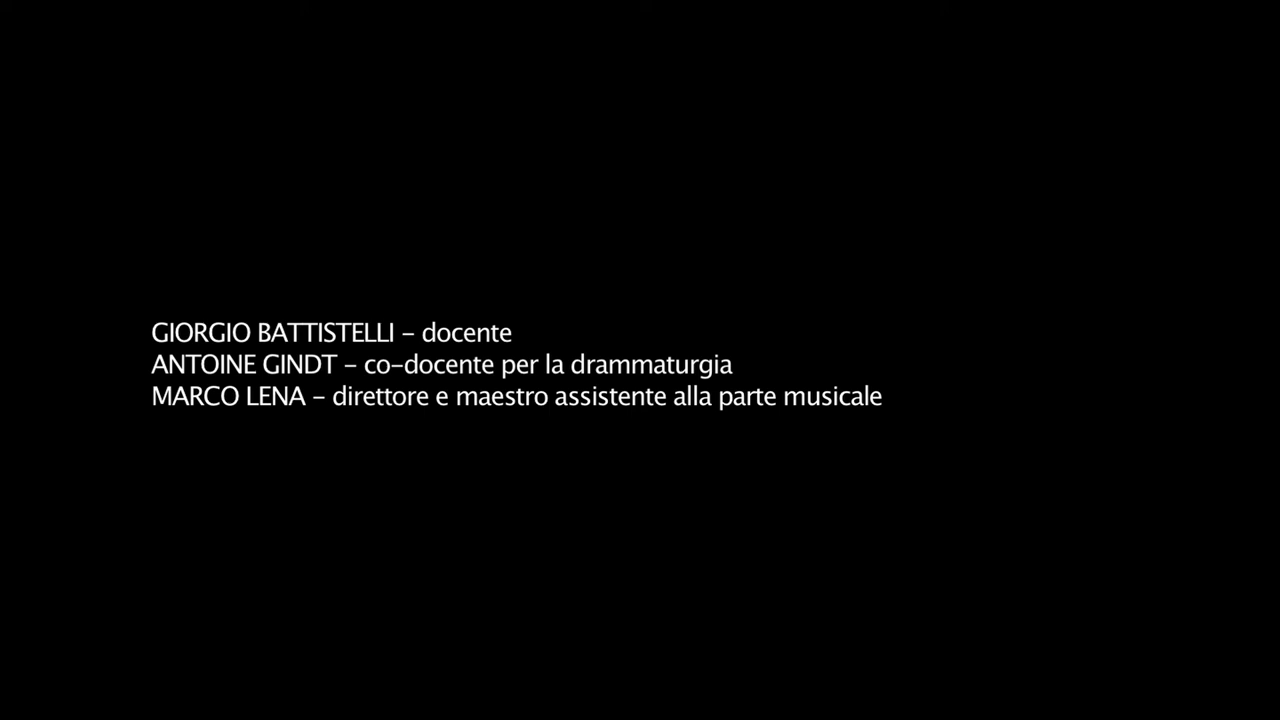 GIORGIO BATTISTELLI – docente
ANTOINE GINDT – co–docente per la drammaturgia
MARCO LENA – direttore e maestro assistente alla parte musicale